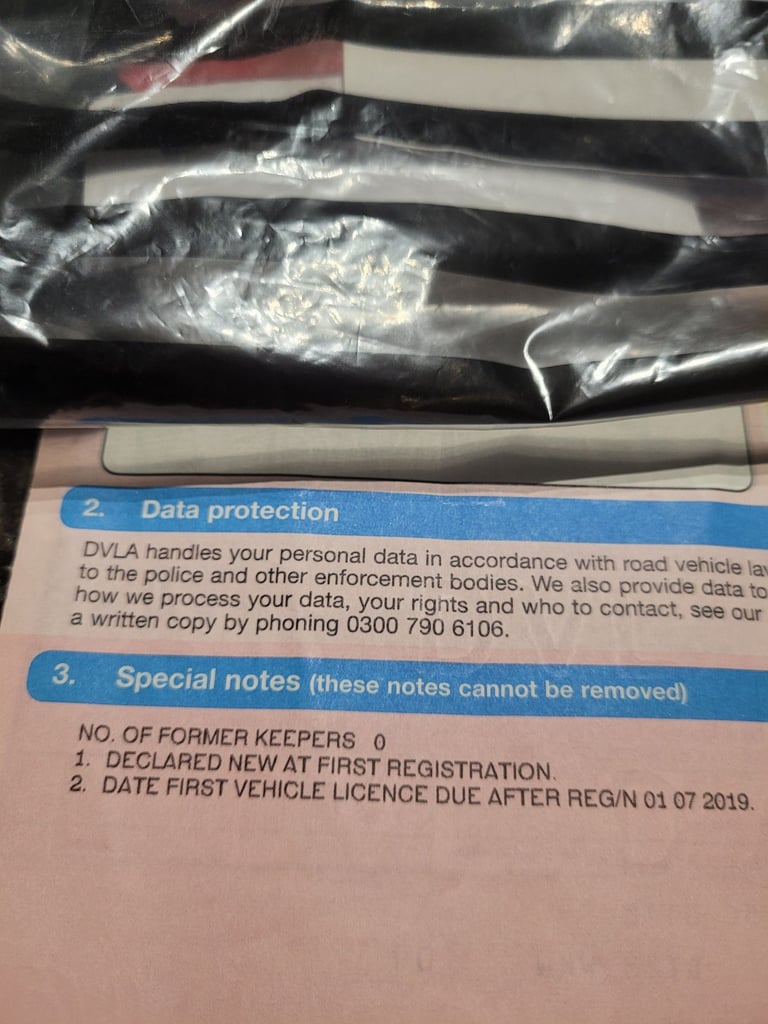 2. Data protection
DVLA handles your personal data in accordance with road vehicle
to the police and other enforcement bodies. We also provide data to
how we process your data, your rights and who to contact, see our
a written copy by phoning 0300 790 6106.
3. Special notes (these notes cannot be removed)
NO. OF FORMER KEEPERS 0
1. DECLARED NEW AT FIRST REGISTRATION.
2. DATE FIRST VEHICLE LICENCE DUE AFTER REG/N 01 07 2019.